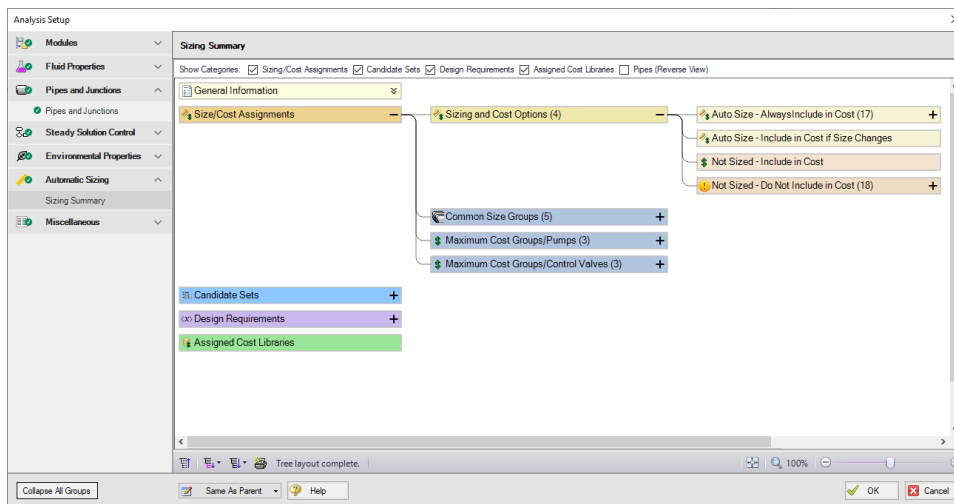 Analysis Setup
Modules
Fluid Properties
Pipes and Junctions
Pipes and Junctions
Steady Solution Control
Environmental Properties
Automatic Sizing
Sizing Summary
Miscellaneous
Sizing Summary
Show Categories: Sizing/Cost Assignments Candidate Sets Design Requirements Assigned Cost Libraries Pipes (Reverse View)
General Information
Size/Cost Assignments
Sizing and Cost Options (4)
Auto Size - AlwaysInclude in Cost (17)
Auto Size - Include in Cost if Size Changes
Not Sized - Include in Cost
Not Sized - Do Not Include in Cost (18)
Common Size Groups (5)
Maximum Cost Groups/Pumps (3)
Maximum Cost Groups/Control Valves (3)
Candidate Sets
Design Requirements
Assigned Cost Libraries
Tree layout complete.
100%
Collapse All Groups
Same As Parent
Help
OK
Cancel